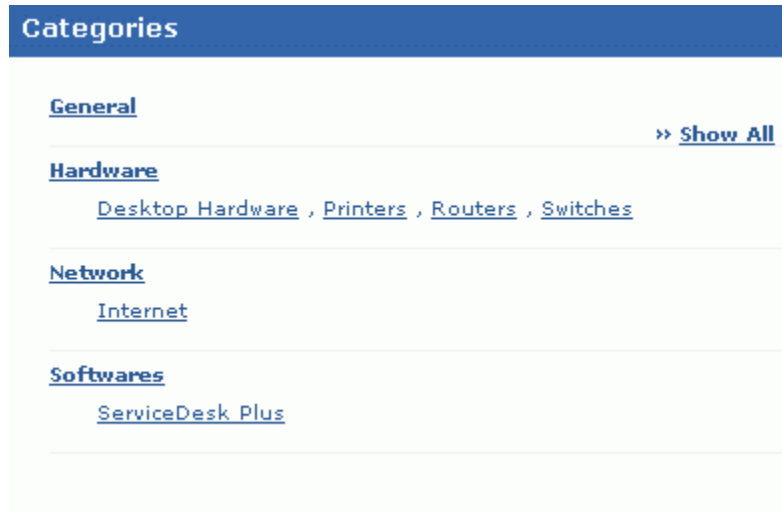 Categories
General
›› Show All
Hardware
Desktop Hardware , Printers , Routers , Switches
Network
Internet
Softwares
ServiceDesk Plus